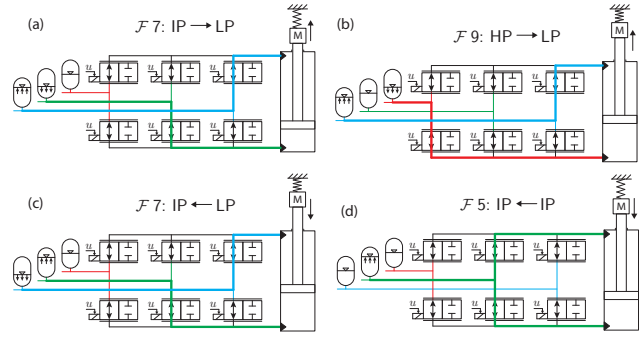 (a)
F 7: IP → LP
M
u u u
u u u
(b)
F 9: HP → LP
M
u u u
u u u
(c)
F 7: IP ← LP
M
u u u
u u u
(d)
F 5: IP ← IP
M
u u u
u u u